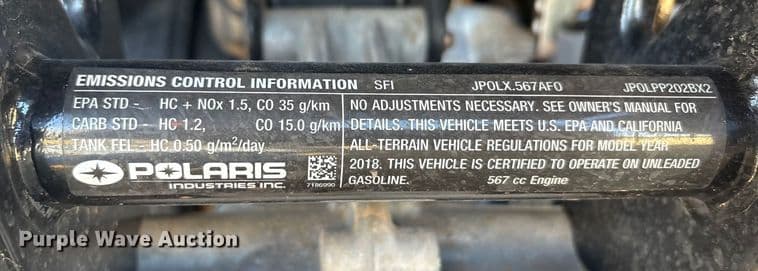 EMISSIONS CONTROL INFORMATION SFI JPOLX.567AFO JPOLPP202BX2
EPA STD - HC + NOx 1.5, CO 35 g/km
CARB STD - HC 1.2, CO 15.0 g/km
TANK FEL - HC 0.50 g/m²/day
POLARIS
INDUSTRIES INC.
7186990
NO ADJUSTMENTS NECESSARY. SEE OWNER'S MANUAL FOR
DETAILS. THIS VEHICLE MEETS U.S. EPA AND CALIFORNIA
ALL-TERRAIN VEHICLE REGULATIONS FOR MODEL YEAR
2018. THIS VEHICLE IS CERTIFIED TO OPERATE ON UNLEADED
GASOLINE. 567 cc Engine
Purple Wave Auction